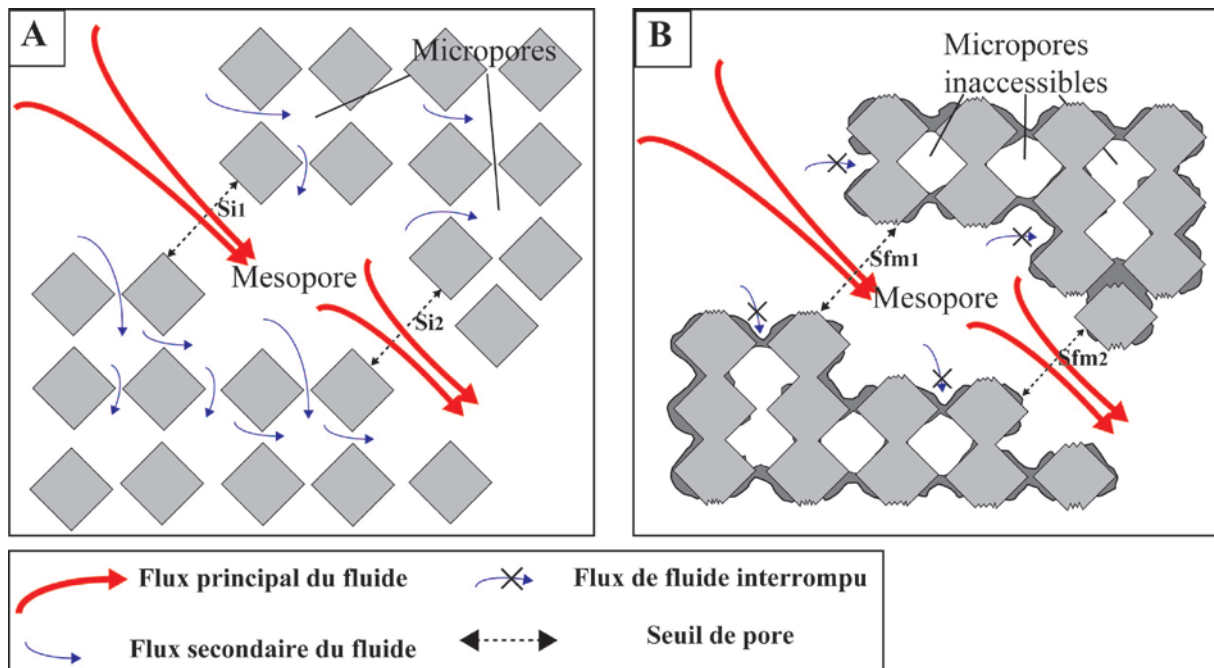 A
Micropores
Si1
Mesopore
Si2
B
Micropores
inaccessibles
Sfm1
Mesopore
Sfm2
Flux principal du fluide
Flux de fluide interrompu
Flux secondaire du fluide
Seuil de pore